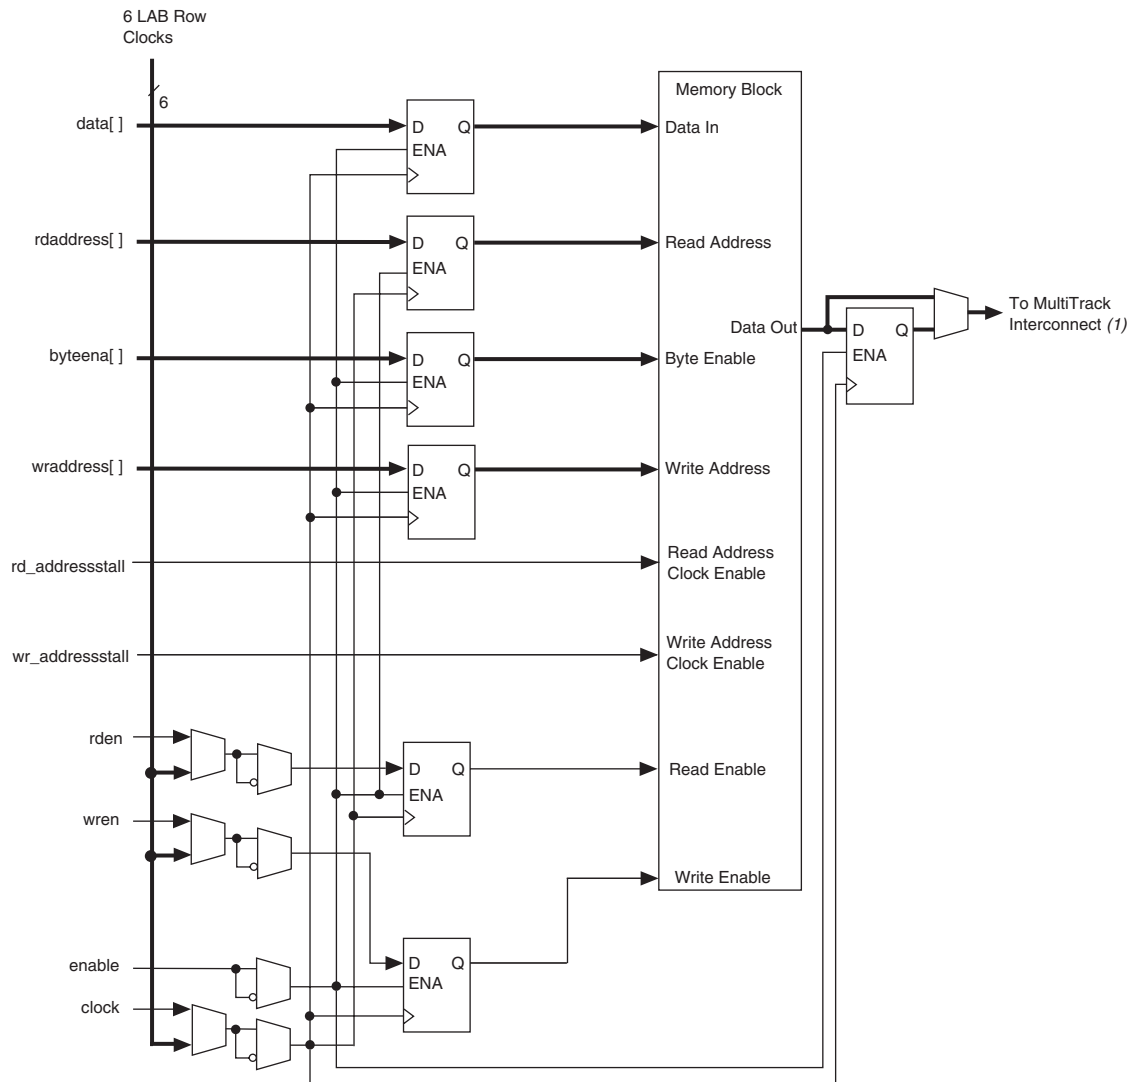 6 LAB Row
Clocks
6
data[ ]
D Q
ENA
Memory Block
Data In
rdaddress[ ]
D Q
ENA
Read Address
Data Out
D Q
ENA
To MultiTrack
Interconnect (1)
byteena[ ]
D Q
ENA
Byte Enable
wraddress[ ]
D Q
ENA
Write Address
rd_addressstall
Read Address
Clock Enable
wr_addressstall
Write Address
Clock Enable
rden
D Q
ENA
Read Enable
wren
Write Enable
enable
D Q
ENA
clock